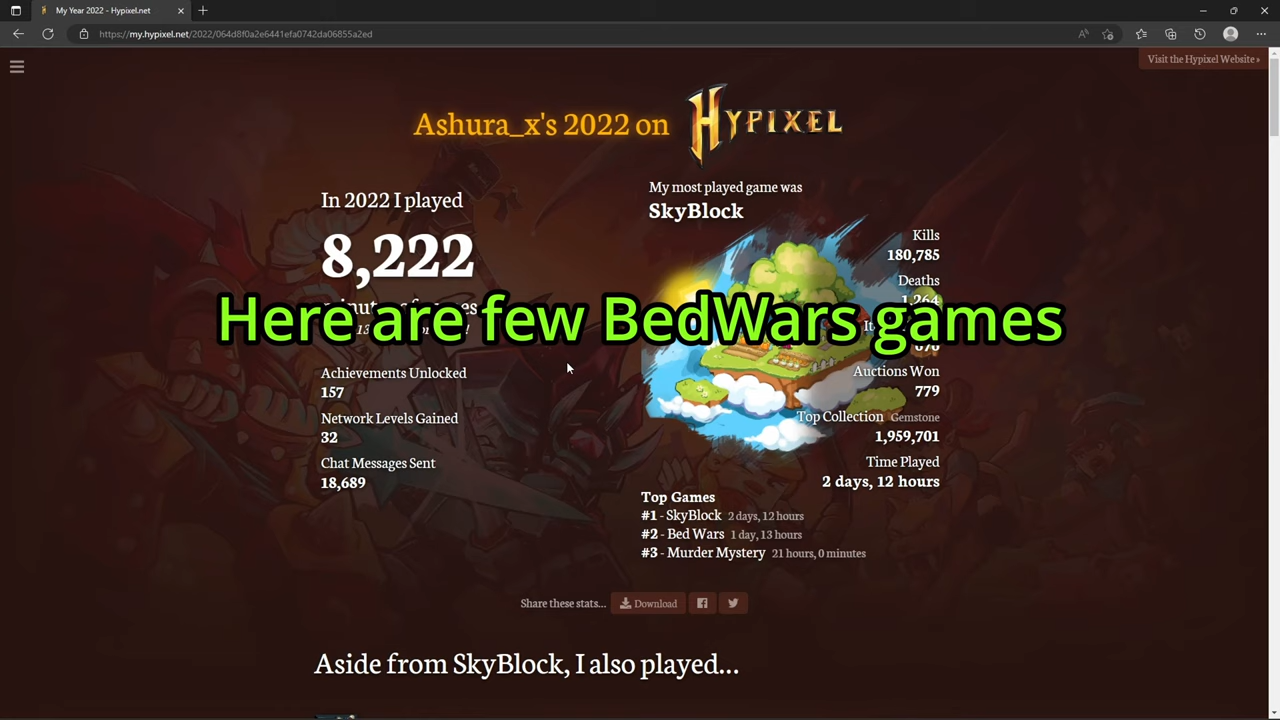 My Year 2022 - Hypixel.net
https://my.hypixel.net/2022/064d8f0a2e6441efa0742da06855a2ed
Visit the Hypixel Website »
Ashura_x's 2022 on HYPIXEL
In 2022 I played
8,222
Here are few BedWars games
Achievements Unlocked
157
Network Levels Gained
32
Chat Messages Sent
18,689
My most played game was
SkyBlock
Kills
180,785
Deaths
1,264
Auctions Won
779
Top Collection Gemstone
1,959,701
Time Played
2 days, 12 hours
Top Games
#1 - SkyBlock 2 days, 12 hours
#2 - Bed Wars 1 day, 13 hours
#3 - Murder Mystery 21 hours, 0 minutes
Share these stats... Download
Aside from SkyBlock, I also played...